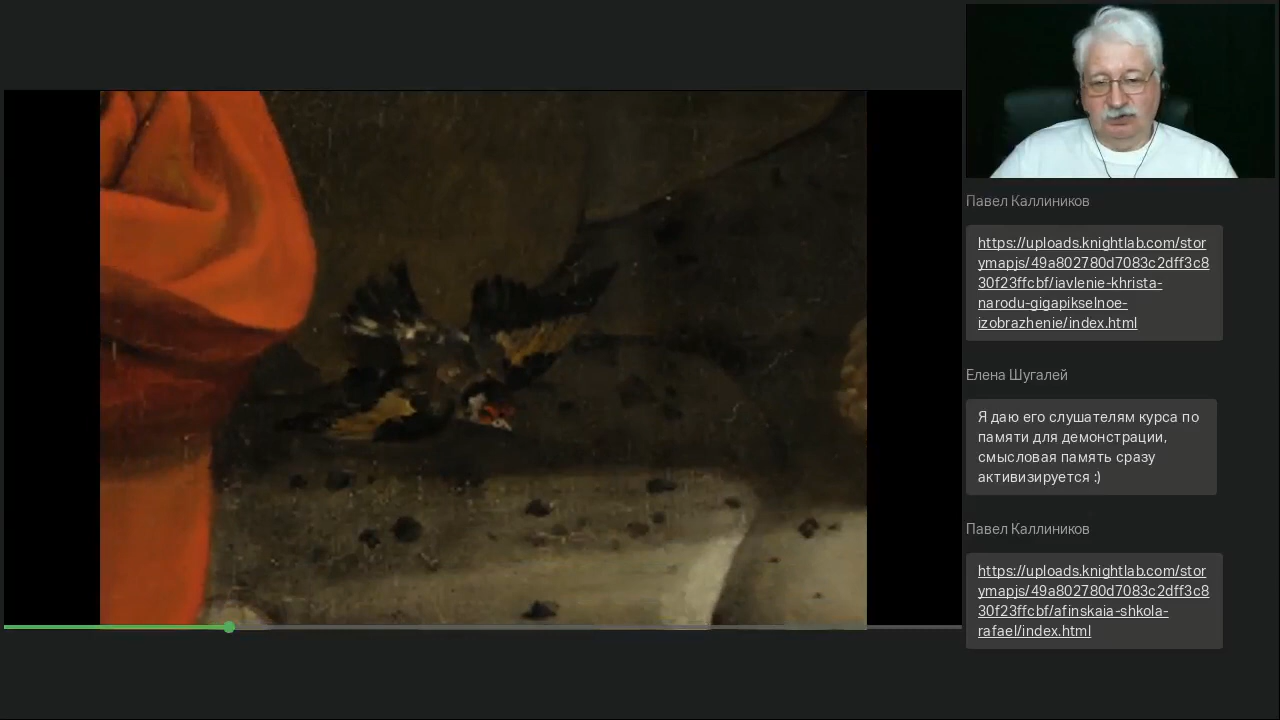 Павел Каллиников
https://uploads.knightlab.com/stor
ymapjs/49a802780d7083c2dff3c8
30f23ffcbf/iavlenie-khrista-
narodu-gigapikselnoe-
izobrazhenie/index.html
Елена Шугалей
Я даю его слушателям курса по
памяти для демонстрации,
смысловая память сразу
активизируется :)
Павел Каллиников
https://uploads.knightlab.com/stor
ymapjs/49a802780d7083c2dff3c8
30f23ffcbf/afinskaia-shkola-
rafael/index.html